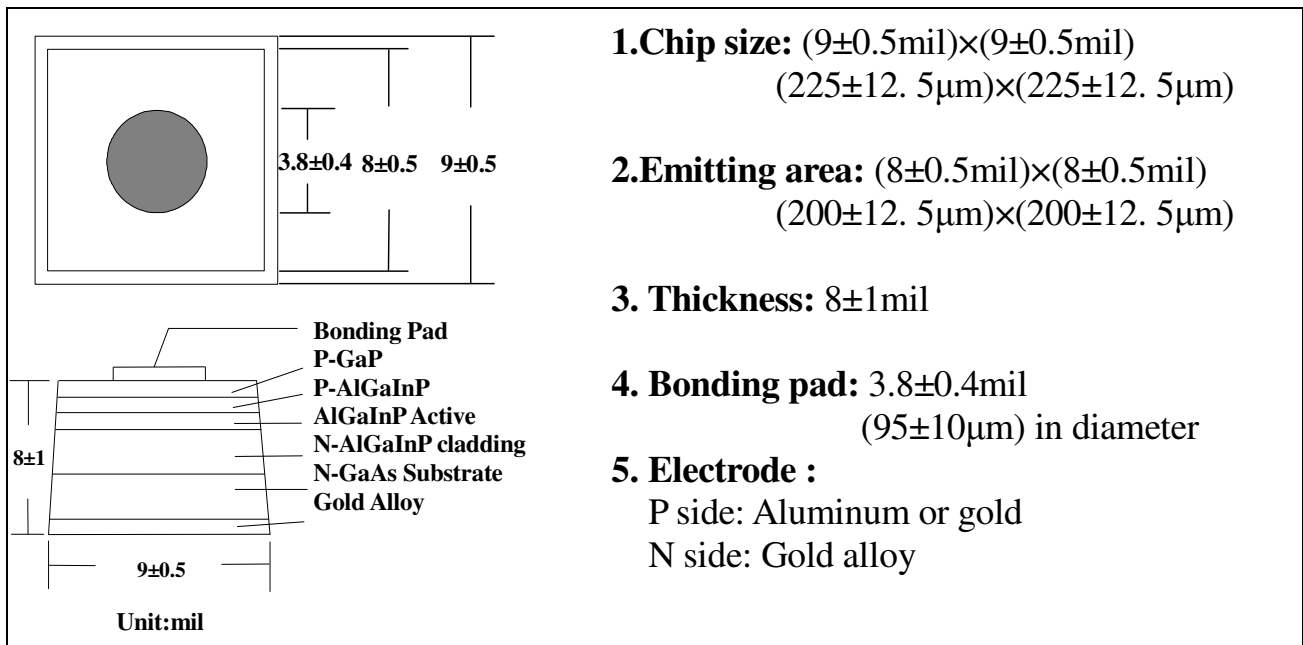 3.8±0.4 8±0.5 9±0.5
Bonding Pad
P-GaP
P-AlGaInP
AlGaInP Active
N-AlGaInP cladding
N-GaAs Substrate
Gold Alloy
8±1
9±0.5
Unit:mil
1.Chip size: (9±0.5mil)×(9±0.5mil)
(225±12. 5μm)×(225±12. 5μm)
2.Emitting area: (8±0.5mil)×(8±0.5mil)
(200±12. 5μm)×(200±12. 5μm)
3. Thickness: 8±1mil
4. Bonding pad: 3.8±0.4mil
(95±10μm) in diameter
5. Electrode :
P side: Aluminum or gold
N side: Gold alloy